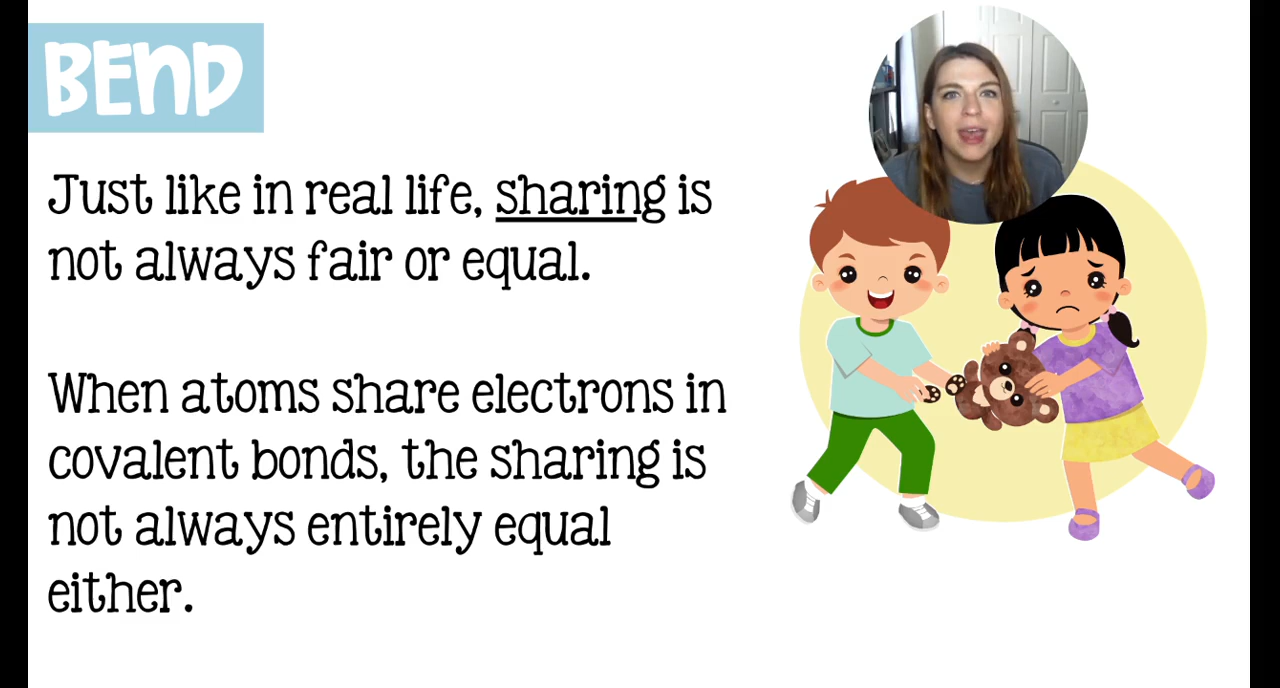 BEND
Just like in real life, sharing is
not always fair or equal.
When atoms share electrons in
covalent bonds, the sharing is
not always entirely equal
either.